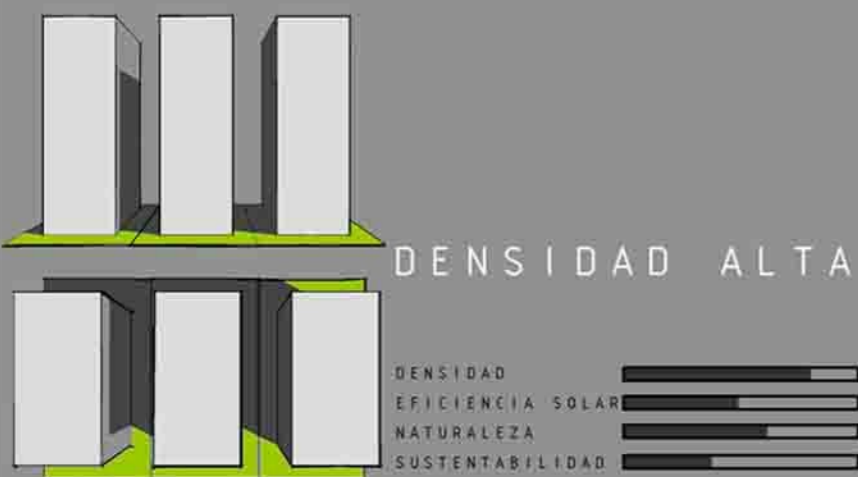 DENSIDAD ALTA
DENSIDAD
EFICIENCIA SOLAR
NATURALEZA
SUSTENTABILIDAD